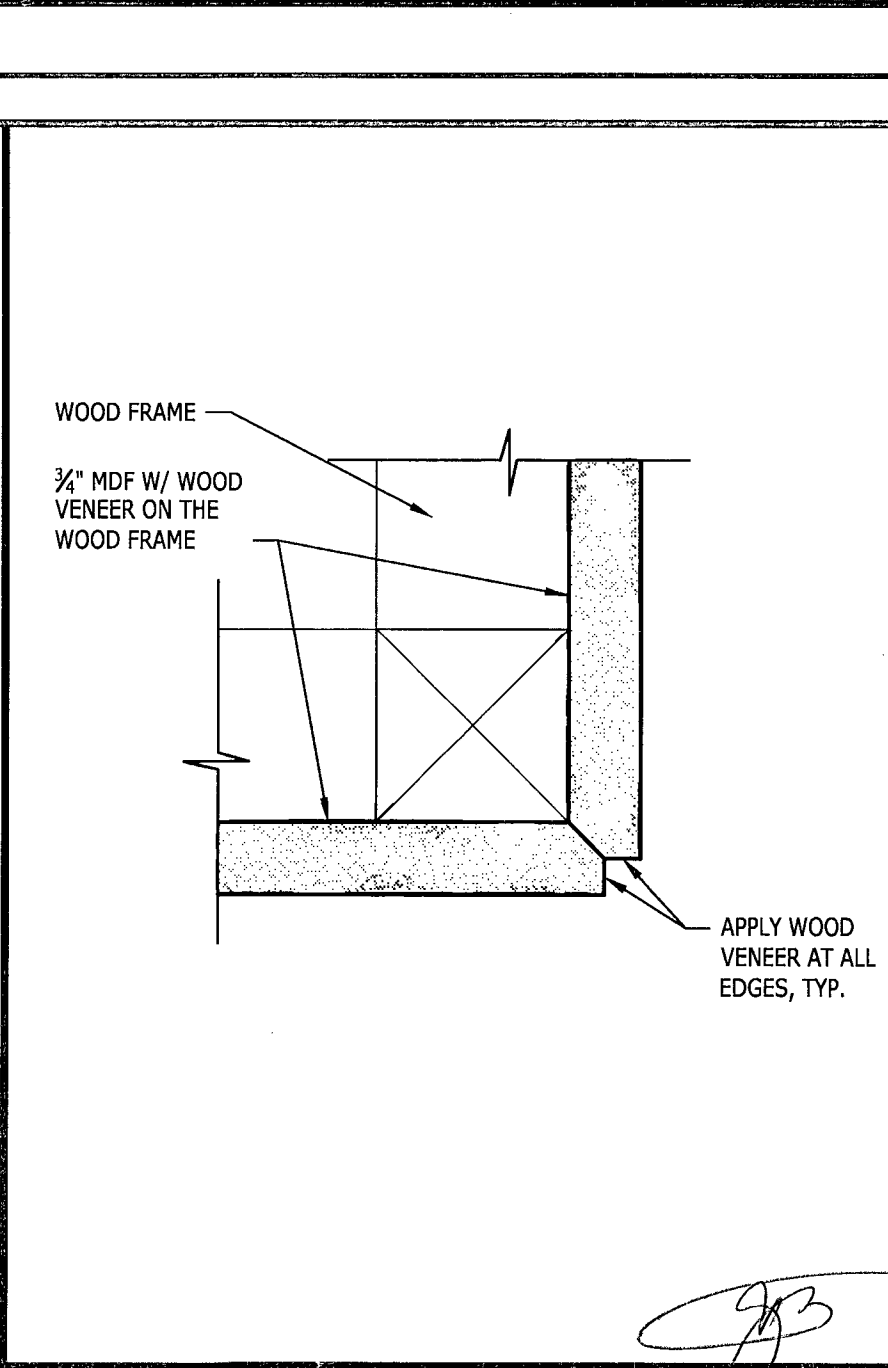 WOOD FRAME
¾" MDF W/ WOOD
VENEER ON THE
WOOD FRAME
APPLY WOOD
VENEER AT ALL
EDGES, TYP.